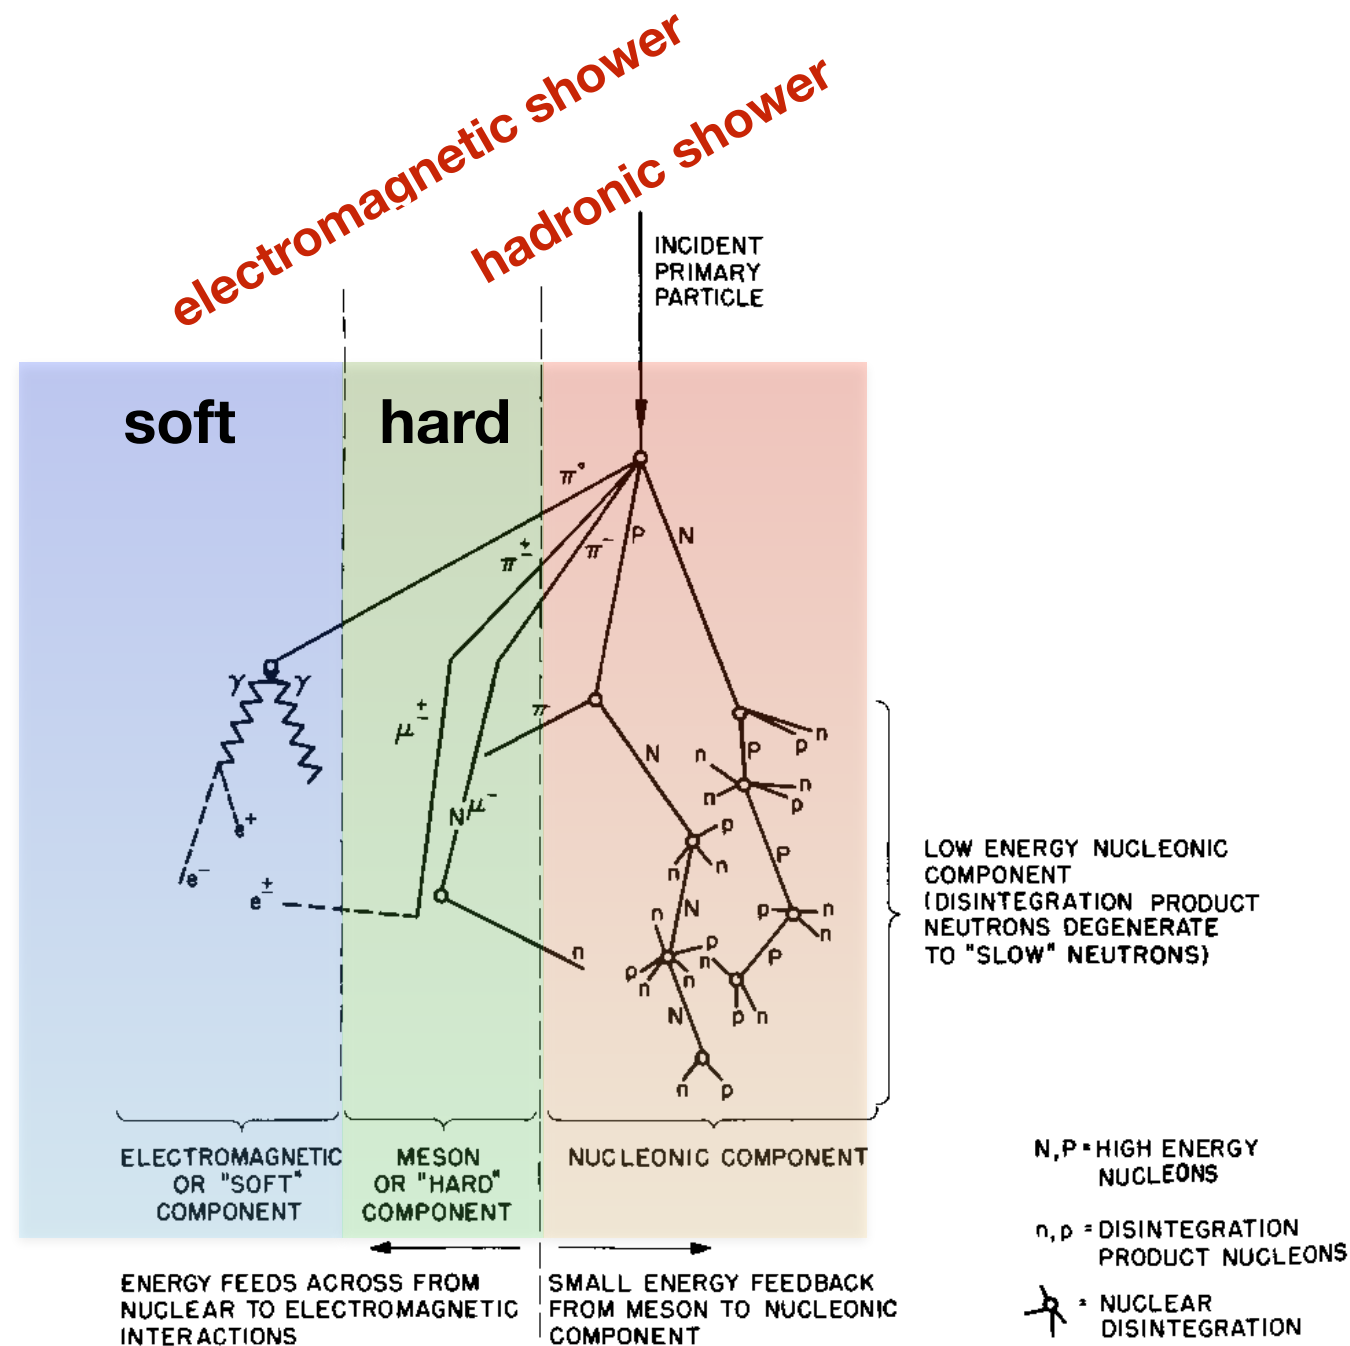 electromagnetic shower
hadronic shower
INCIDENT
PRIMARY
PARTICLE
soft
hard
π°
π±
π-
P
N
γ
γ
μ±
π
N
μ-
e+
e-
e±
n
N
n
p
P
n
n
n
p
p
n
n
P
N
n
p
n
n
p
n
p
n
n
P
n
N
p
n
n
p
LOW ENERGY NUCLEONIC
COMPONENT
(DISINTEGRATION PRODUCT
NEUTRONS DEGENERATE
TO "SLOW" NEUTRONS)
ELECTROMAGNETIC
OR "SOFT"
COMPONENT
MESON
OR "HARD"
COMPONENT
NUCLEONIC COMPONENT
ENERGY FEEDS ACROSS FROM
NUCLEAR TO ELECTROMAGNETIC
INTERACTIONS
SMALL ENERGY FEEDBACK
FROM MESON TO NUCLEONIC
COMPONENT
N,P = HIGH ENERGY
NUCLEONS
n,p = DISINTEGRATION
PRODUCT NUCLEONS
= NUCLEAR
DISINTEGRATION